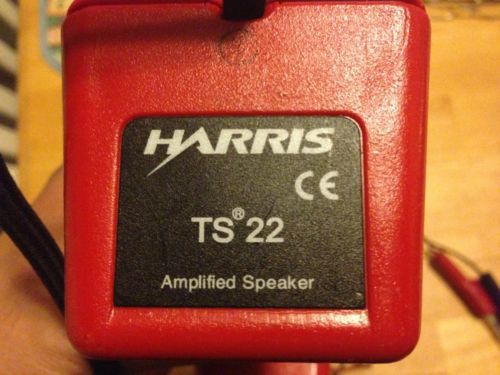 HARRIS
CE
TS® 22
Amplified Speaker